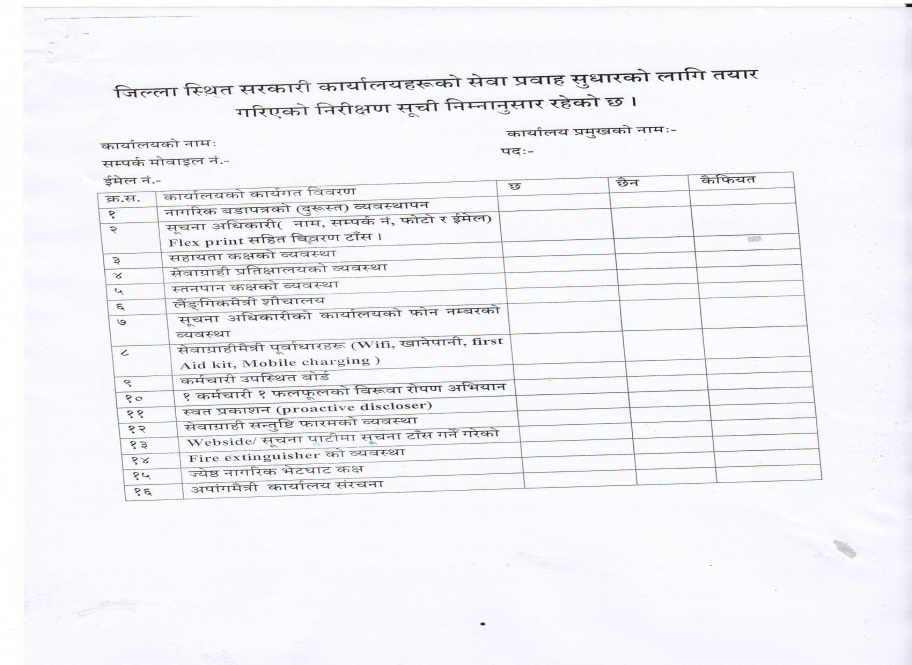 जिल्ला स्थित सरकारी कार्यालयहरूको सेवा प्रवाह सुधारको लागि तयार
गरिएको निरीक्षण सूची निम्नानुसार रहेको छ ।
कार्यालयको नामः
कार्यालय प्रमुखको नामः-
सम्पर्क मोवाइल नं.-
पदः-
ईमेल नं.-
क्र.स. कार्यालयको कार्यगत विवरण छ छैन कैफियत
१ नागरिक बडापत्रको (दुरूस्त) व्यवस्थापन
२ सूचना अधिकारी( नाम, सम्पर्क नं, फोटो र ईमेल)
Flex print सहित विवरण टाँस ।
३ सहायता कक्षको व्यवस्था
४ सेवाग्राही प्रतिक्षालयको व्यवस्था
५ स्तनपान कक्षको व्यवस्था
६ लैङ्गिकमैत्री शौचालय
७ सूचना अधिकारीको कार्यालयको फोन नम्बरको
व्यवस्था
८ सेवाग्राहीमैत्री पूर्वाधारहरू (Wifi, खानेपानी, first
Aid kit, Mobile charging )
९ कर्मचारी उपस्थित बोर्ड
१० १ कर्मचारी १ फलफूलको विरूवा रोपण अभियान
११ स्वत प्रकाशन (proactive discloser)
१२ सेवाग्राही सन्तुष्टि फारमको व्यवस्था
१३ Webside/ सूचना पाटीमा सूचना टाँस गर्ने गरेको
१४ Fire extinguisher को व्यवस्था
१५ ज्येष्ठ नागरिक भेटघाट कक्ष
१६ अपांगमैत्री कार्यालय संरचना